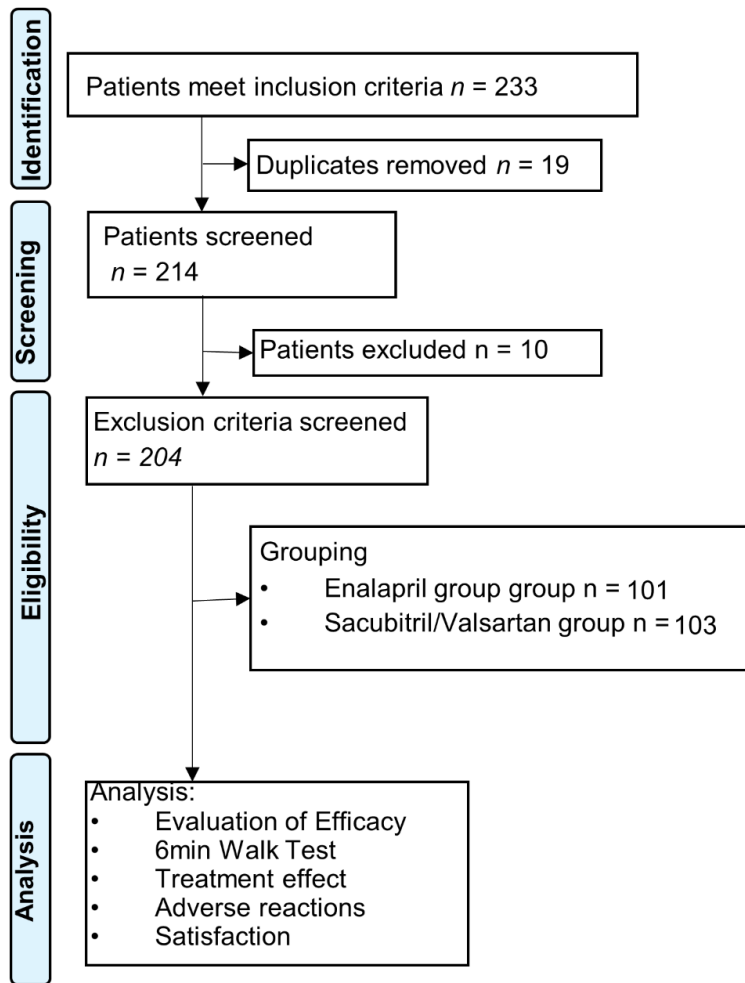 Identification
Patients meet inclusion criteria n = 233
Duplicates removed n = 19
Screening
Patients screened
n = 214
Patients excluded n = 10
Eligibility
Exclusion criteria screened
n = 204
Grouping
• Enalapril group group n = 101
• Sacubitril/Valsartan group n = 103
Analysis
Analysis:
• Evaluation of Efficacy
• 6min Walk Test
• Treatment effect
• Adverse reactions
• Satisfaction